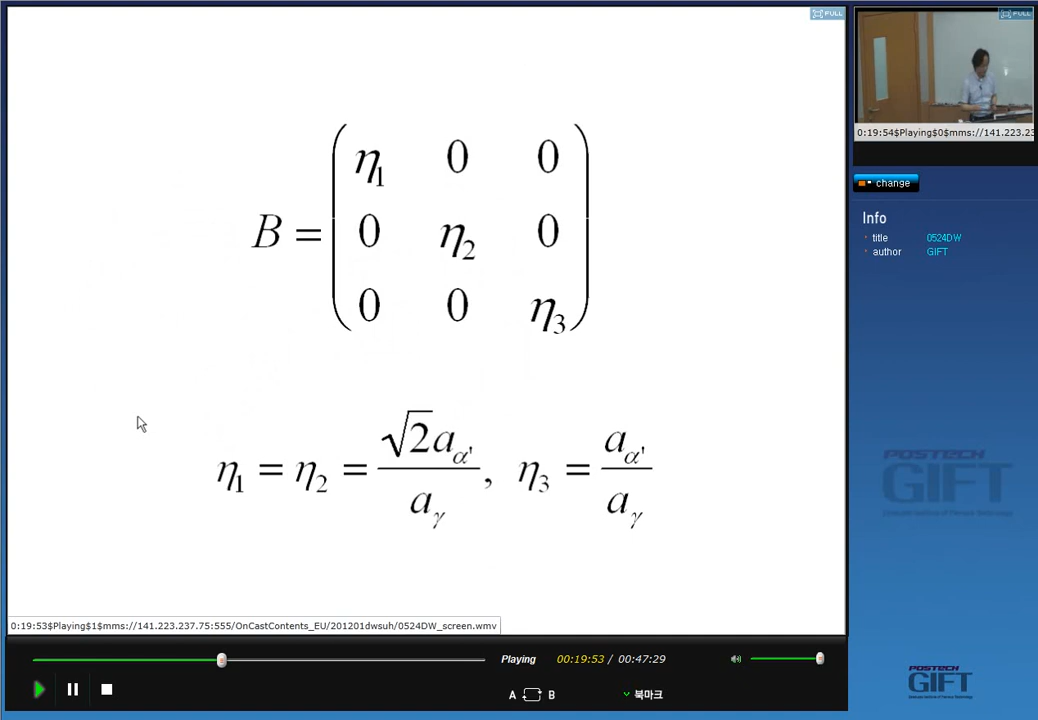 FULL
FULL
B = ( η1 0 0
0 η2 0
0 0 η3 )
η1 = η2 = √2aα' / aγ , η3 = aα' / aγ
0:19:54$Playing$0$mms://141.223.23
change
Info
title 0524DW
author GIFT
POSTECH
GIFT
0:19:53$Playing$1$mms://141.223.237.75:555/OnCastContents_EU/201201dwsuh/0524DW_screen.wmv
Playing 00:19:53 / 00:47:29
A B 북마크
POSTECH
GIFT